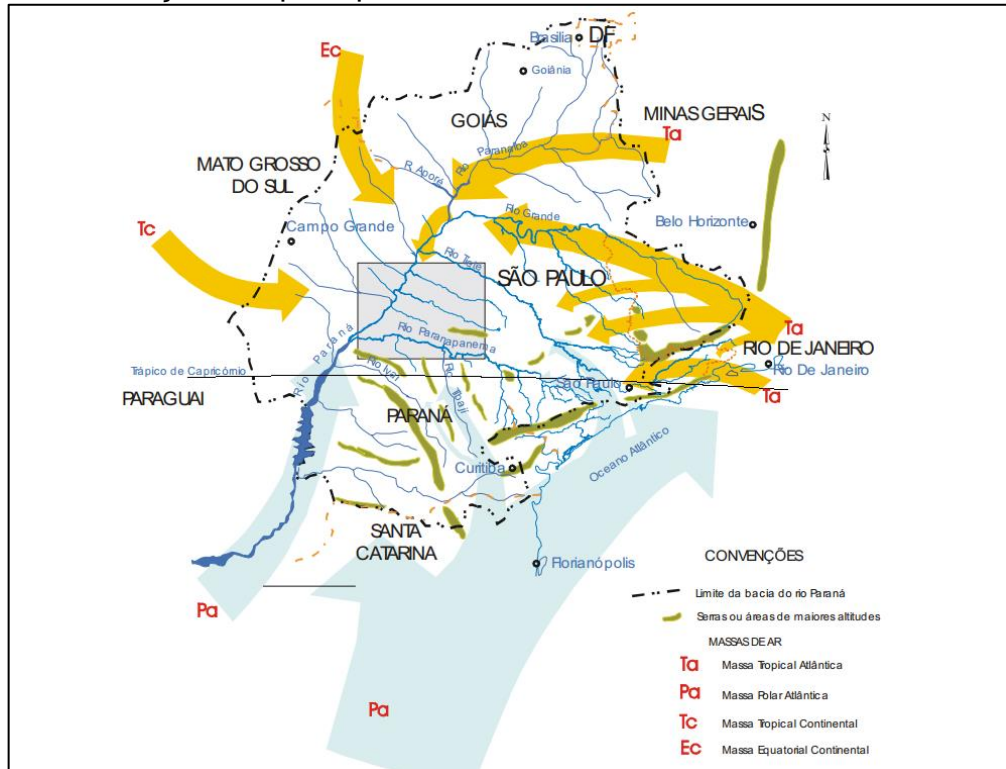 Ec
Brasilia
DF
Goiânia
GOIÁS
MINAS GERAIS
Ta
N
Rio
Paranaíba
R. Aporé
MATO GROSSO
DO SUL
Tc
Campo Grande
Rio Grande
Belo Horizonte
Rio Tietê
SÃO PAULO
Rio Paraná
Rio Paranapanema
Ta
RIO DE JANEIRO
Rio De Janeiro
Trápico de Capricórnio
Rio Ivaí
São Paulo
Ta
PARAGUAI
Rio Tibaji
PARANÁ
Oceano Atlântico
Curitiba
SANTA
CATARINA
Florianópolis
CONVENÇÕES
Limite da bacia do rio Paraná
Serras ou áreas de maiores altitudes
Pa
MASSAS DE AR
Ta Massa Tropical Atlântica
Pa Massa Polar Atlântica
Pa
Tc Massa Tropical Continental
Ec Massa Equatorial Continental